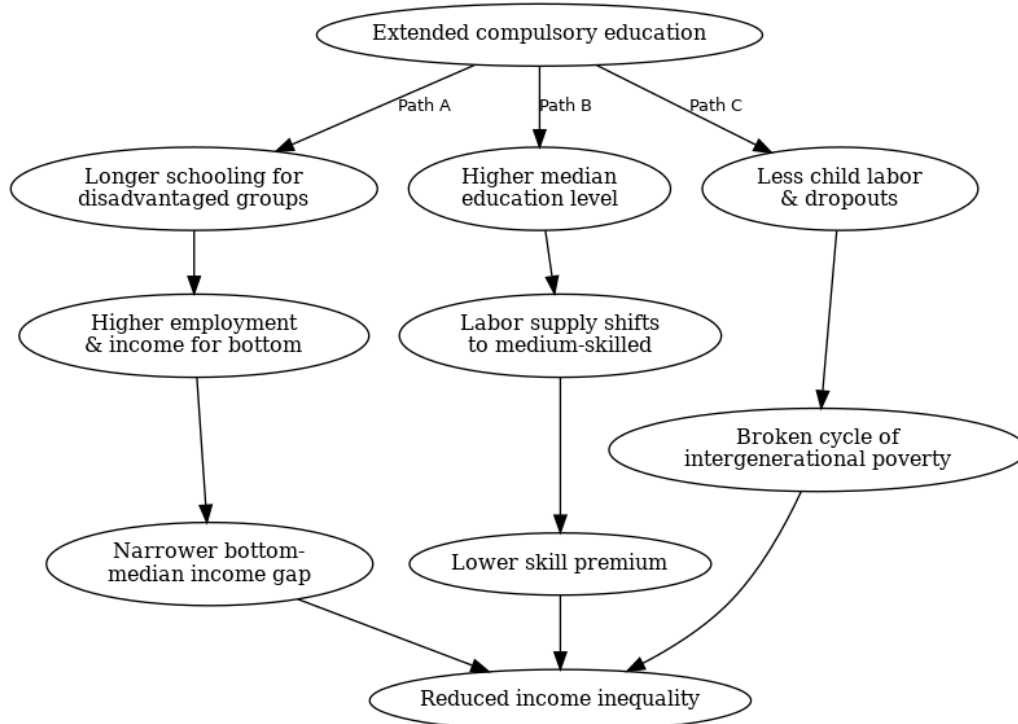 Extended compulsory education
Path A
Path B
Path C
Longer schooling for
disadvantaged groups
Higher median
education level
Less child labor
& dropouts
Higher employment
& income for bottom
Labor supply shifts
to medium-skilled
Broken cycle of
intergenerational poverty
Narrower bottom-
median income gap
Lower skill premium
Reduced income inequality